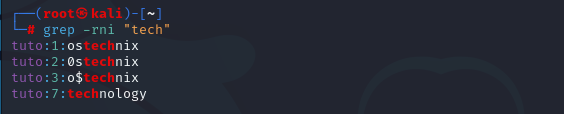 ┌──(root㉿kali)-[~]
└─# grep -rni "tech"
tuto:1:ostechnix
tuto:2:0stechnix
tuto:3:o$technix
tuto:7:technology